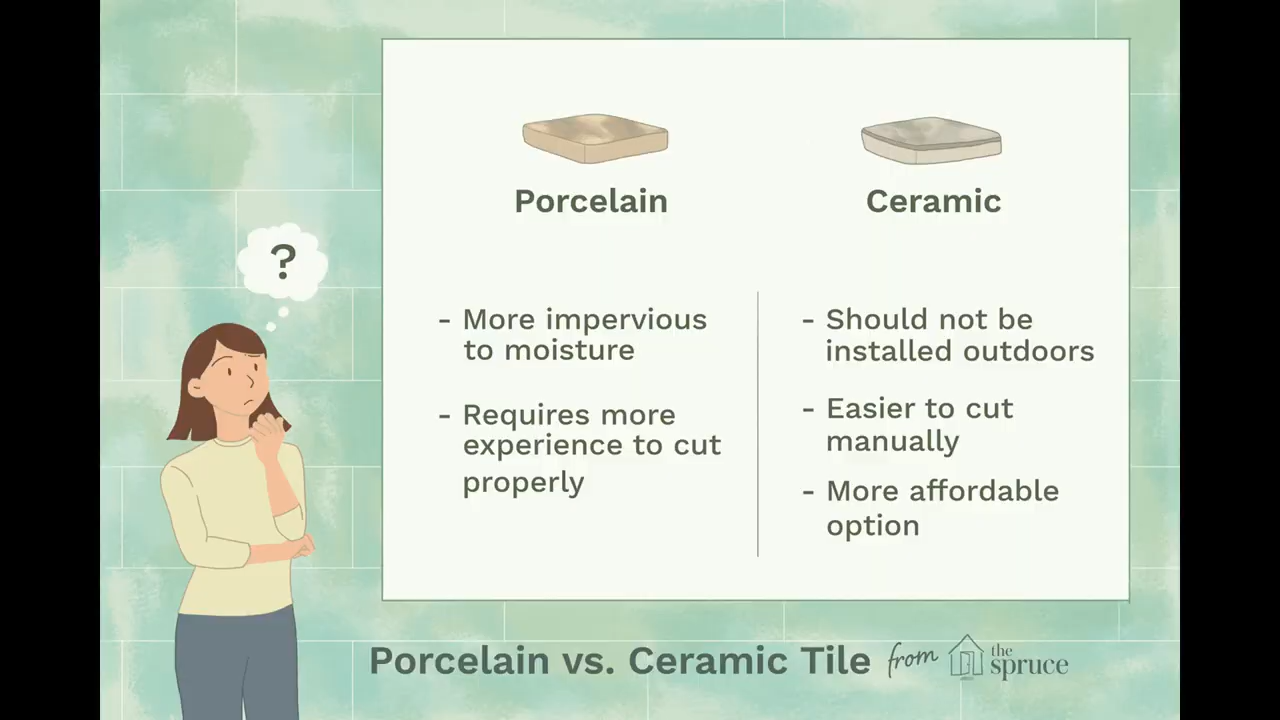 Porcelain
- More impervious
to moisture
- Requires more
experience to cut
properly
Ceramic
- Should not be
installed outdoors
- Easier to cut
manually
- More affordable
option
?
Porcelain vs. Ceramic Tile from the spruce